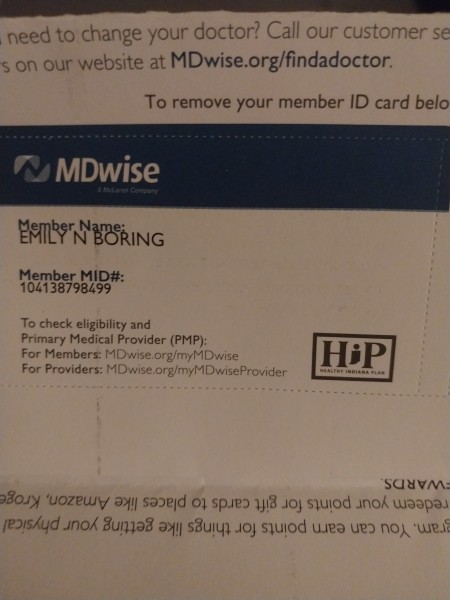 need to change your doctor? Call our customer se
s on our website at MDwise.org/findadoctor.
To remove your member ID card belo
MDwise
A McLaren Company
Member Name:
EMILY N BORING
Member MID#:
104138798499
To check eligibility and
Primary Medical Provider (PMP):
For Members: MDwise.org/myMDwise
For Providers: MDwise.org/myMDwiseProvider
HiP
HEALTHY INDIANA PLAN
gram. You can earn points for things like getting your physical
redeem your points for gift cards to places like Amazon, Kroge
EWARDS.